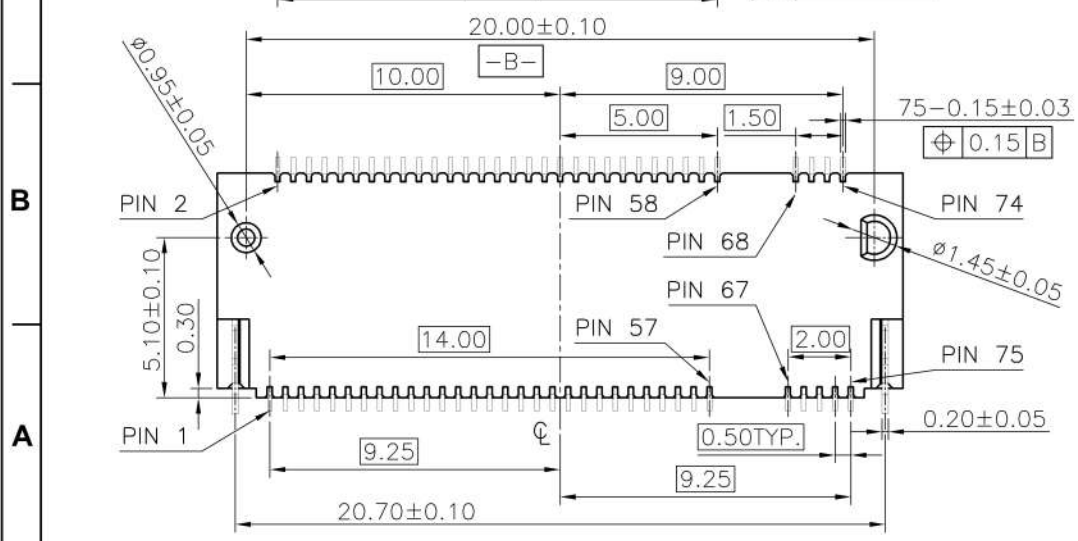 20.00±0.10
-B-
10.00
9.00
ø0.95±0.05
5.00
1.50
75-0.15±0.03
⌖ 0.15 B
B
PIN 2
PIN 58
PIN 74
PIN 68
ø1.45±0.05
5.10±0.10
0.30
PIN 67
14.00
PIN 57
2.00
PIN 75
A
PIN 1
℄
0.50TYP.
0.20±0.05
9.25
9.25
20.70±0.10